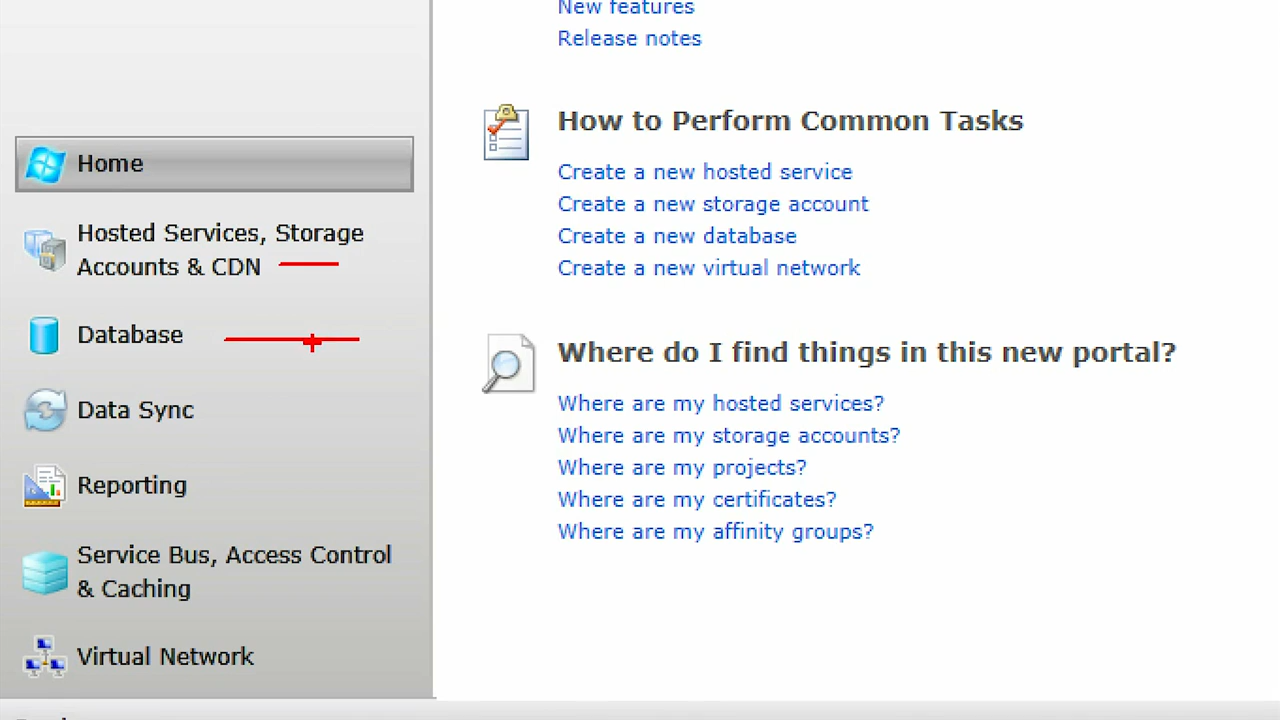 New features
Release notes
Home
Hosted Services, Storage
Accounts & CDN
Database
Data Sync
Reporting
Service Bus, Access Control
& Caching
Virtual Network
How to Perform Common Tasks
Create a new hosted service
Create a new storage account
Create a new database
Create a new virtual network
Where do I find things in this new portal?
Where are my hosted services?
Where are my storage accounts?
Where are my projects?
Where are my certificates?
Where are my affinity groups?